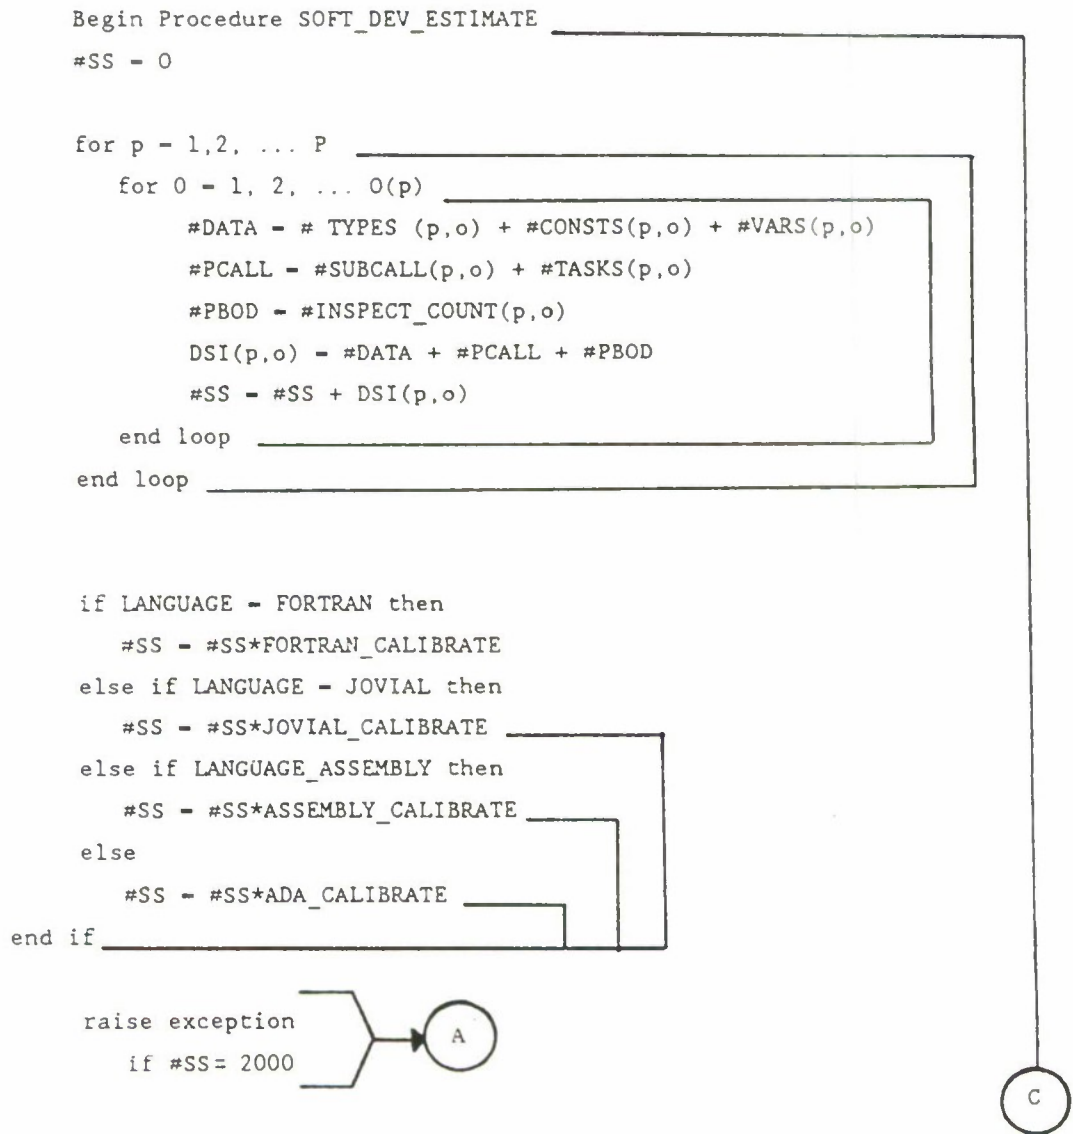 Begin Procedure SOFT_DEV_ESTIMATE
#SS = 0
for p = 1,2, ... P
for O = 1, 2, ... O(p)
#DATA = # TYPES (p,o) + #CONSTS(p,o) + #VARS(p,o)
#PCALL = #SUBCALL(p,o) + #TASKS(p,o)
#PBOD = #INSPECT_COUNT(p,o)
DSI(p,o) = #DATA + #PCALL + #PBOD
#SS = #SS + DSI(p,o)
end loop
end loop
if LANGUAGE = FORTRAN then
#SS = #SS*FORTRAN_CALIBRATE
else if LANGUAGE = JOVIAL then
#SS = #SS*JOVIAL_CALIBRATE
else if LANGUAGE_ASSEMBLY then
#SS = #SS*ASSEMBLY_CALIBRATE
else
#SS = #SS*ADA_CALIBRATE
end if
raise exception
A
if #SS= 2000
C